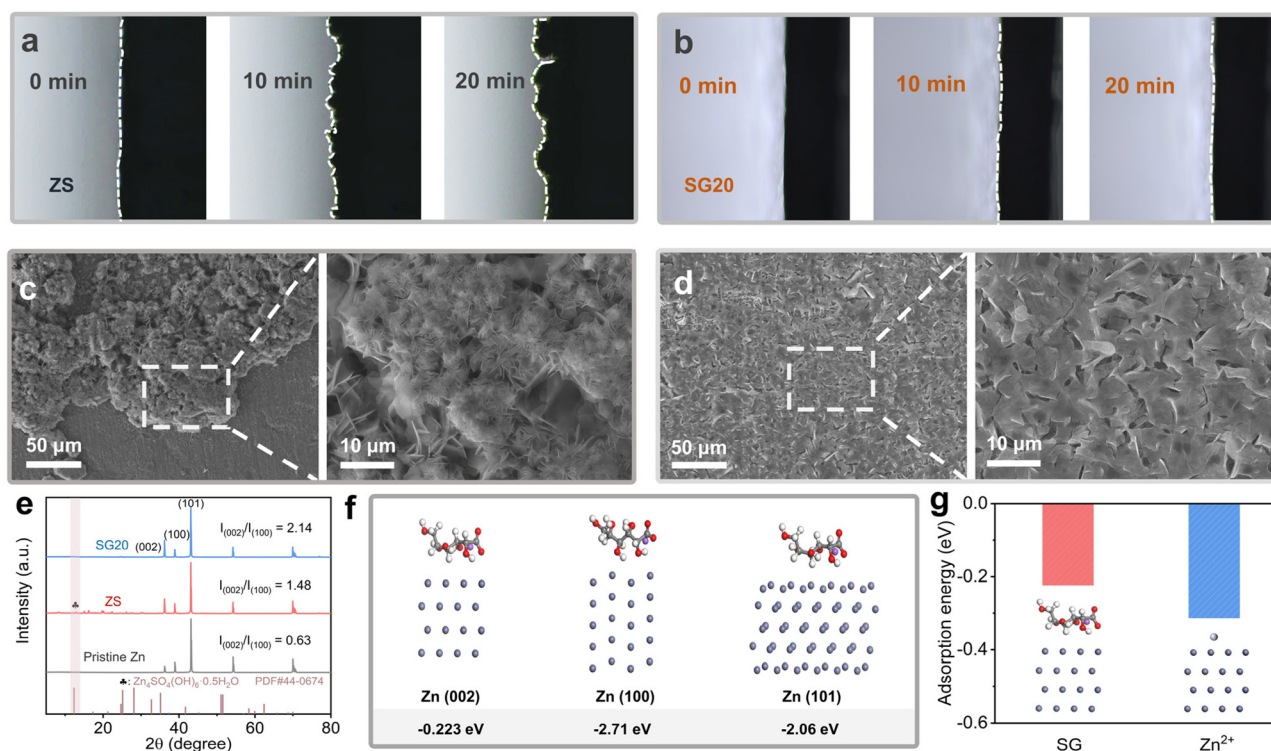 a
0 min
10 min
20 min
ZS
b
0 min
10 min
20 min
SG20
c
50 µm
10 µm
d
50 µm
10 µm
e
Intensity (a.u.)
(101)
(002)
(100)
SG20
I(002)/I(100) = 2.14
♣
ZS
I(002)/I(100) = 1.48
Pristine Zn
I(002)/I(100) = 0.63
♣: Zn₄SO₄(OH)₆·0.5H₂O PDF#44-0674
20 40 60 80
2θ (degree)
f
Zn (002) Zn (100) Zn (101)
-0.223 eV -2.71 eV -2.06 eV
g
Adsorption energy (eV)
0.0
-0.2
-0.4
-0.6
SG Zn²⁺